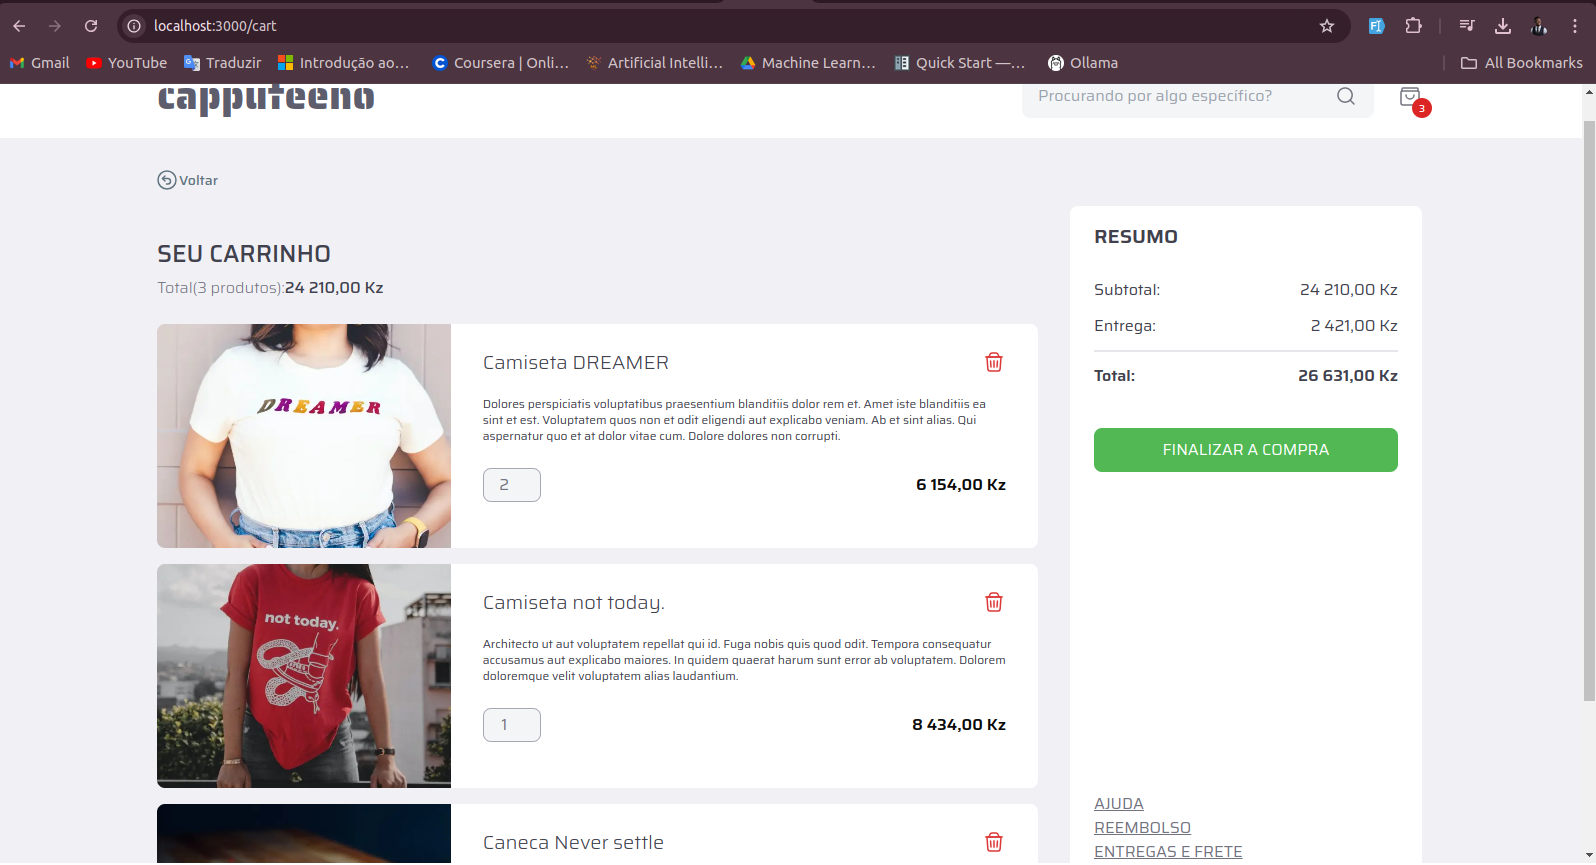 localhost:3000/cart
Gmail
YouTube
Traduzir
Introdução ao...
Coursera | Onli...
Artificial Intelli...
Machine Learn...
Quick Start —...
Ollama
All Bookmarks
capputeeno
Procurando por algo específico?
3
Voltar
SEU CARRINHO
Total(3 produtos):24 210,00 Kz
DREAMER
Camiseta DREAMER
Dolores perspiciatis voluptatibus praesentium blanditiis dolor rem et. Amet iste blanditiis ea
sint et est. Voluptatem quos non et odit eligendi aut explicabo veniam. Ab et sint alias. Qui
aspernatur quo et at dolor vitae cum. Dolore dolores non corrupti.
2
6 154,00 Kz
not today.
Camiseta not today.
Architecto ut aut voluptatem repellat qui id. Fuga nobis quis quod odit. Tempora consequatur
accusamus aut explicabo maiores. In quidem quaerat harum sunt error ab voluptatem. Dolorem
doloremque velit voluptatem alias laudantium.
1
8 434,00 Kz
Caneca Never settle
RESUMO
Subtotal: 24 210,00 Kz
Entrega: 2 421,00 Kz
Total: 26 631,00 Kz
FINALIZAR A COMPRA
AJUDA
REEMBOLSO
ENTREGAS E FRETE